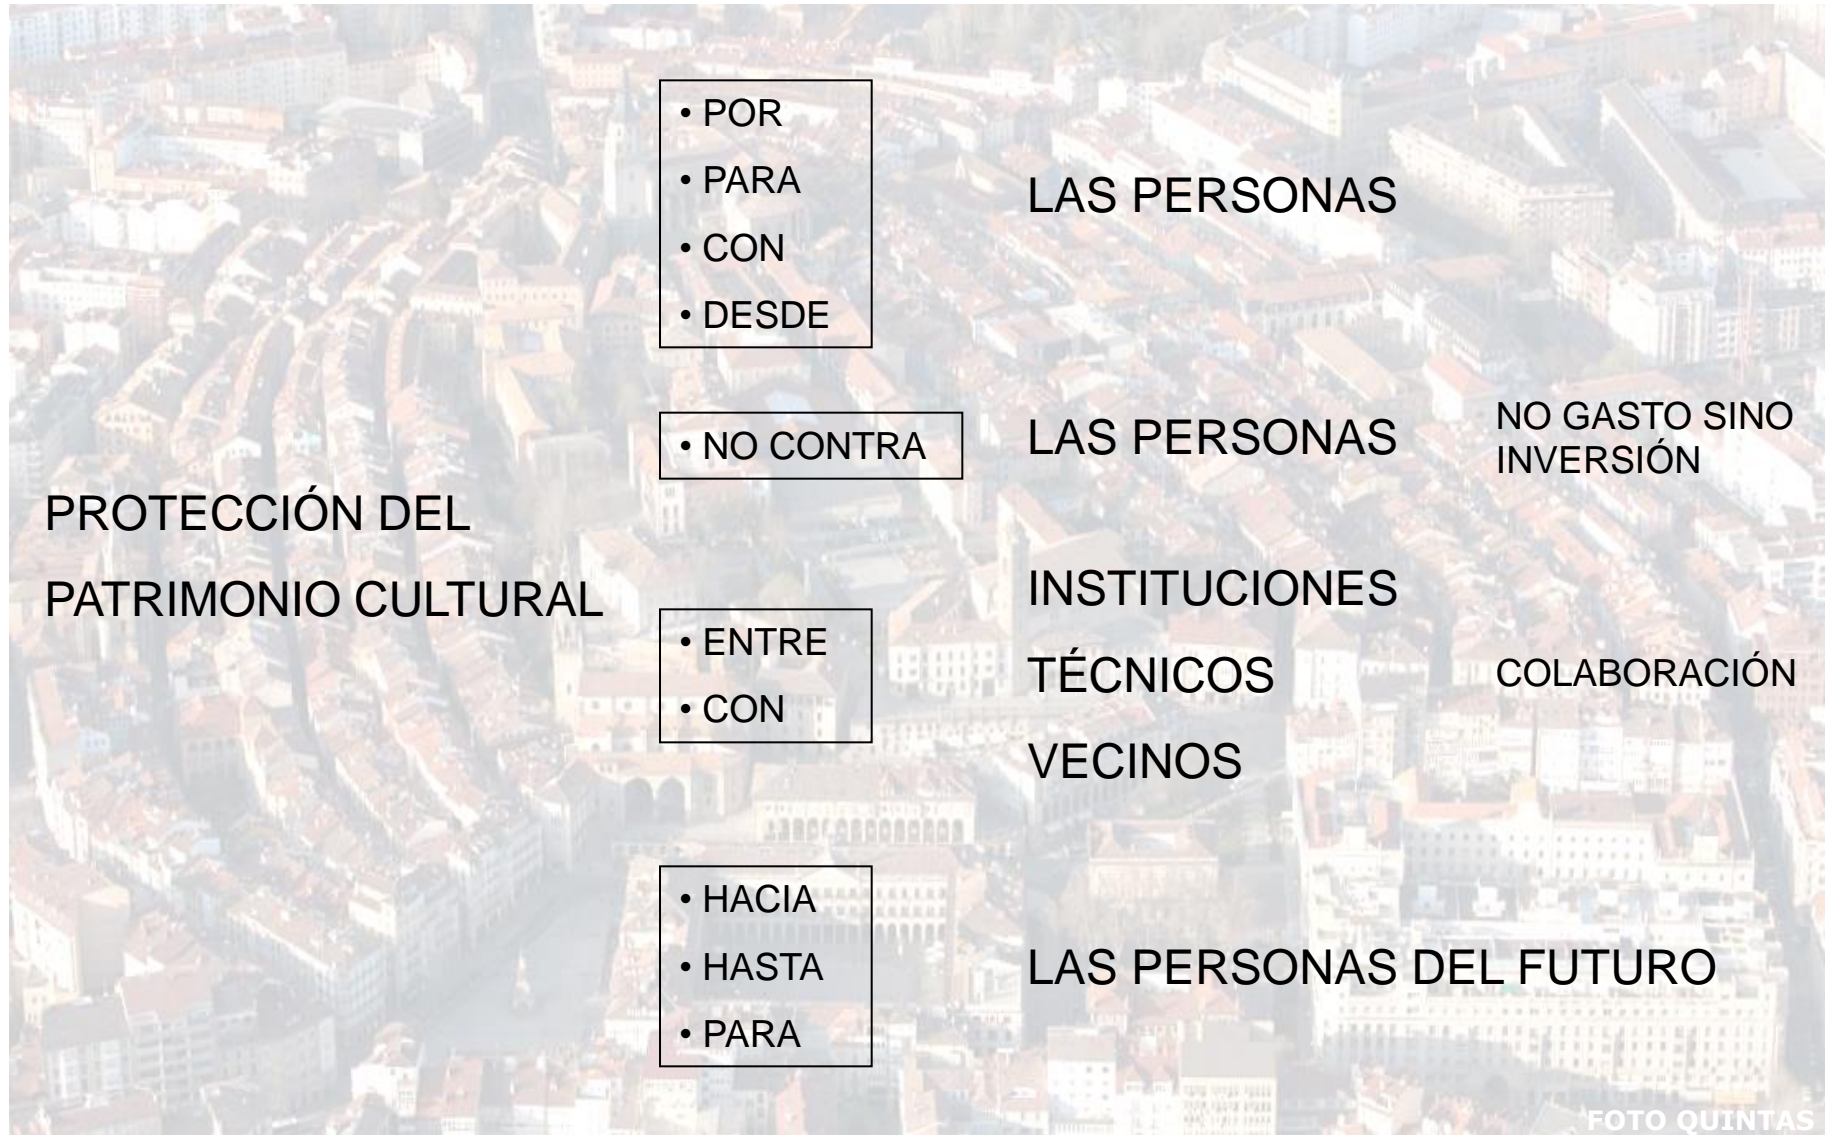 PROTECCIÓN DEL
PATRIMONIO CULTURAL
• POR
• PARA
• CON
• DESDE
LAS PERSONAS
• NO CONTRA
LAS PERSONAS
NO GASTO SINO
INVERSIÓN
• ENTRE
• CON
INSTITUCIONES
TÉCNICOS
VECINOS
COLABORACIÓN
• HACIA
• HASTA
• PARA
LAS PERSONAS DEL FUTURO
FOTO QUINTAS